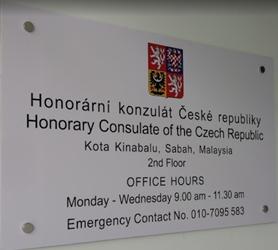 Honorární konzulát České republiky
Honorary Consulate of the Czech Republic
Kota Kinabalu, Sabah, Malaysia
2nd Floor
OFFICE HOURS
Monday - Wednesday 9.00 am - 11.30 am
Emergency Contact No. 010-7095 583